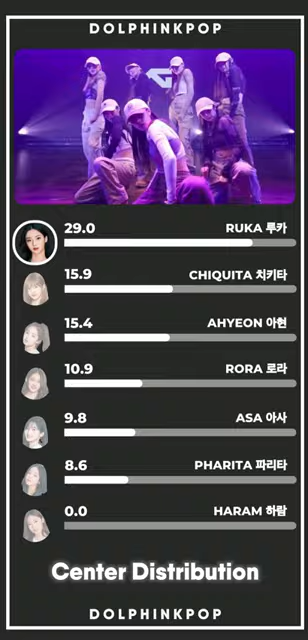 DOLPHINKPOP
YG
29.0 RUKA 루카
15.9 CHIQUITA 치키타
15.4 AHYEON 아현
10.9 RORA 로라
9.8 ASA 아사
8.6 PHARITA 파리타
0.0 HARAM 하람
Center Distribution
DOLPHINKPOP